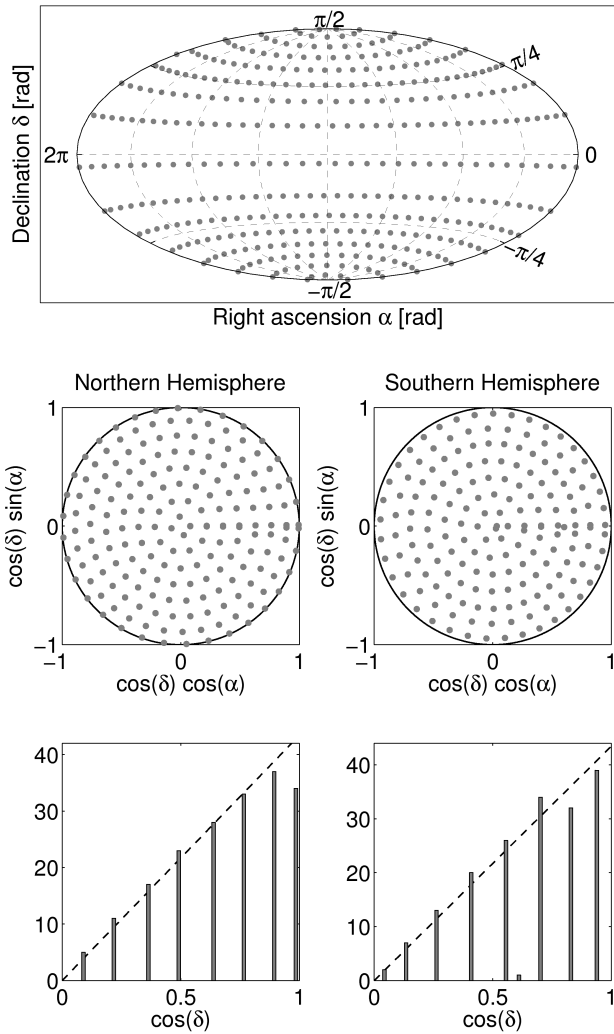 π/2
π/4
Declination δ [rad]
2π
0
−π/4
−π/2
Right ascension α [rad]
Northern Hemisphere
Southern Hemisphere
1
1
cos(δ) sin(α)
0
cos(δ) sin(α)
0
−1
−1
−1
0
1
−1
0
1
cos(δ) cos(α)
cos(δ) cos(α)
40
40
30
30
20
20
10
10
0
0
0
0.5
1
0
0.5
1
cos(δ)
cos(δ)